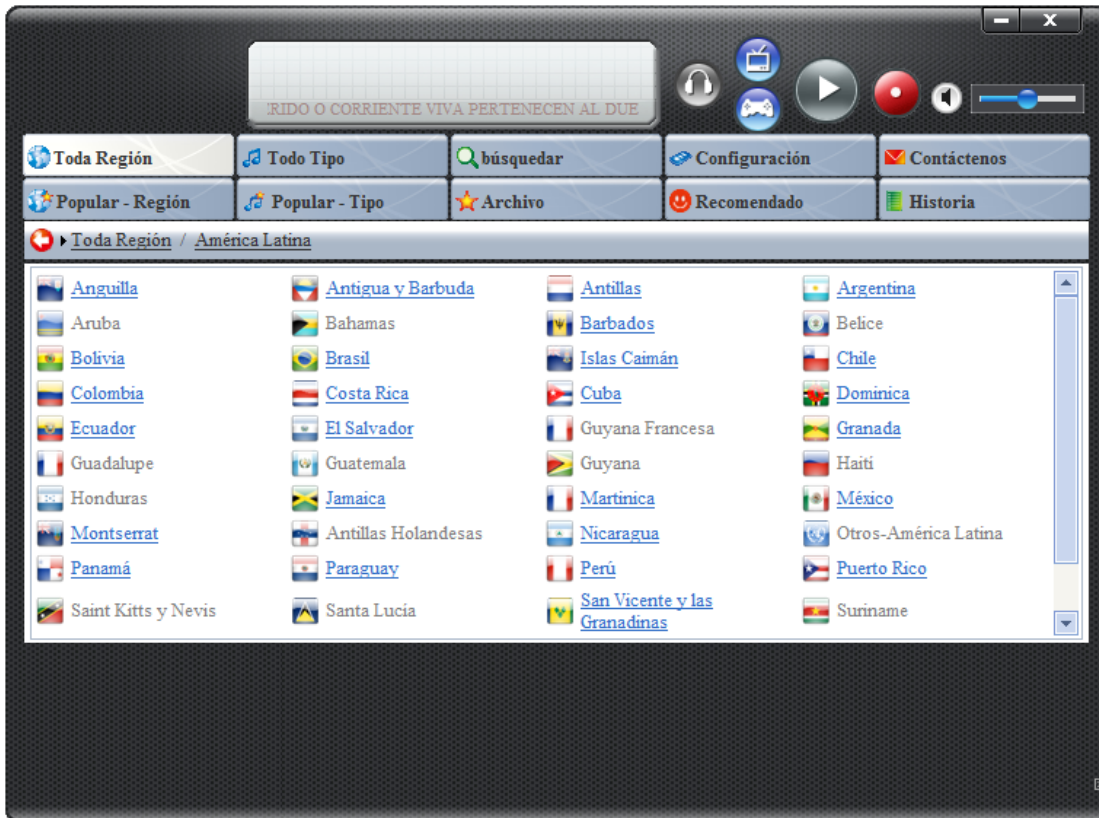 X
RIDO O CORRIENTE VIVA PERTENECEN AL DUE
Toda Región Todo Tipo búsquedar Configuración Contáctenos
Popular - Región Popular - Tipo Archivo Recomendado Historia
Toda Región / América Latina
Anguilla Antigua y Barbuda Antillas Argentina
Aruba Bahamas Barbados Belice
Bolivia Brasil Islas Caimán Chile
Colombia Costa Rica Cuba Dominica
Ecuador El Salvador Guyana Francesa Granada
Guadalupe Guatemala Guyana Haití
Honduras Jamaica Martinica México
Montserrat Antillas Holandesas Nicaragua Otros-América Latina
Panamá Paraguay Perú Puerto Rico
Saint Kitts y Nevis Santa Lucía San Vicente y las Suriname
Granadinas